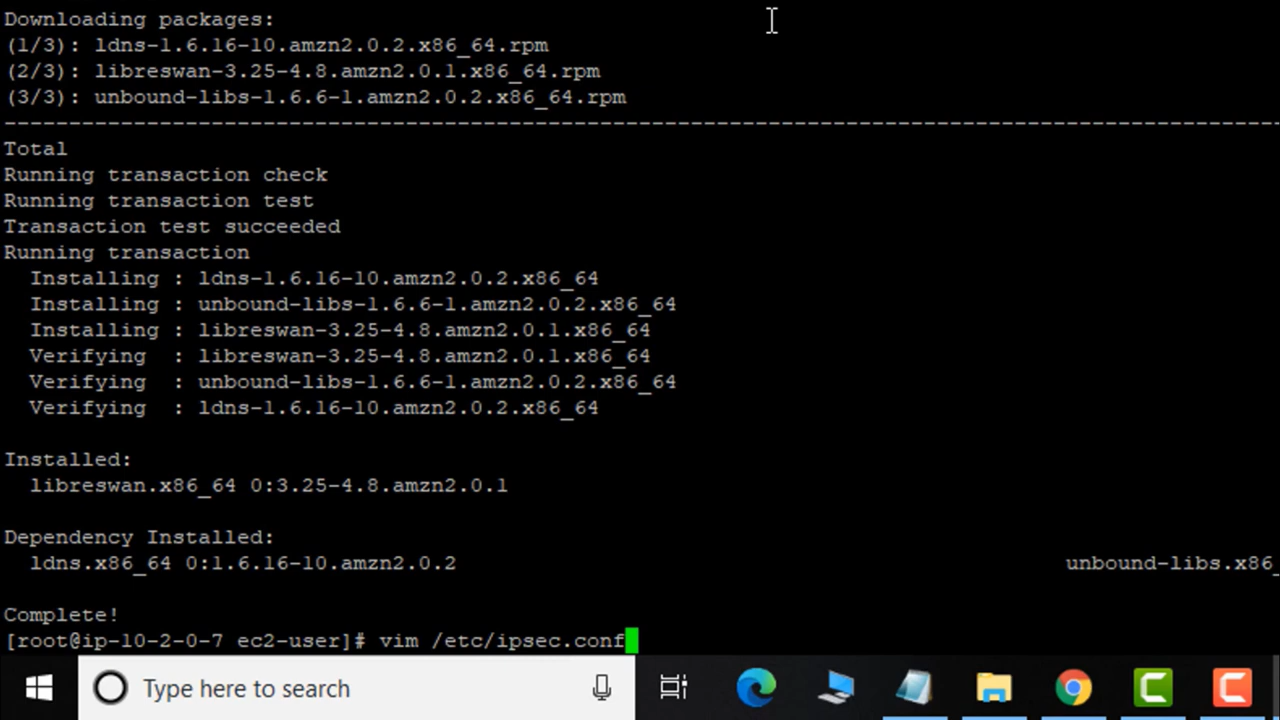 Downloading packages:
(1/3): ldns-1.6.16-10.amzn2.0.2.x86_64.rpm
(2/3): libreswan-3.25-4.8.amzn2.0.1.x86_64.rpm
(3/3): unbound-libs-1.6.6-1.amzn2.0.2.x86_64.rpm
--------------------------------------------------------------------------------------------------
Total
Running transaction check
Running transaction test
Transaction test succeeded
Running transaction
Installing : ldns-1.6.16-10.amzn2.0.2.x86_64
Installing : unbound-libs-1.6.6-1.amzn2.0.2.x86_64
Installing : libreswan-3.25-4.8.amzn2.0.1.x86_64
Verifying  : libreswan-3.25-4.8.amzn2.0.1.x86_64
Verifying  : unbound-libs-1.6.6-1.amzn2.0.2.x86_64
Verifying  : ldns-1.6.16-10.amzn2.0.2.x86_64
Installed:
libreswan.x86_64 0:3.25-4.8.amzn2.0.1
Dependency Installed:
ldns.x86_64 0:1.6.16-10.amzn2.0.2 unbound-libs.x86_
Complete!
[root@ip-10-2-0-7 ec2-user]# vim /etc/ipsec.conf
Type here to search